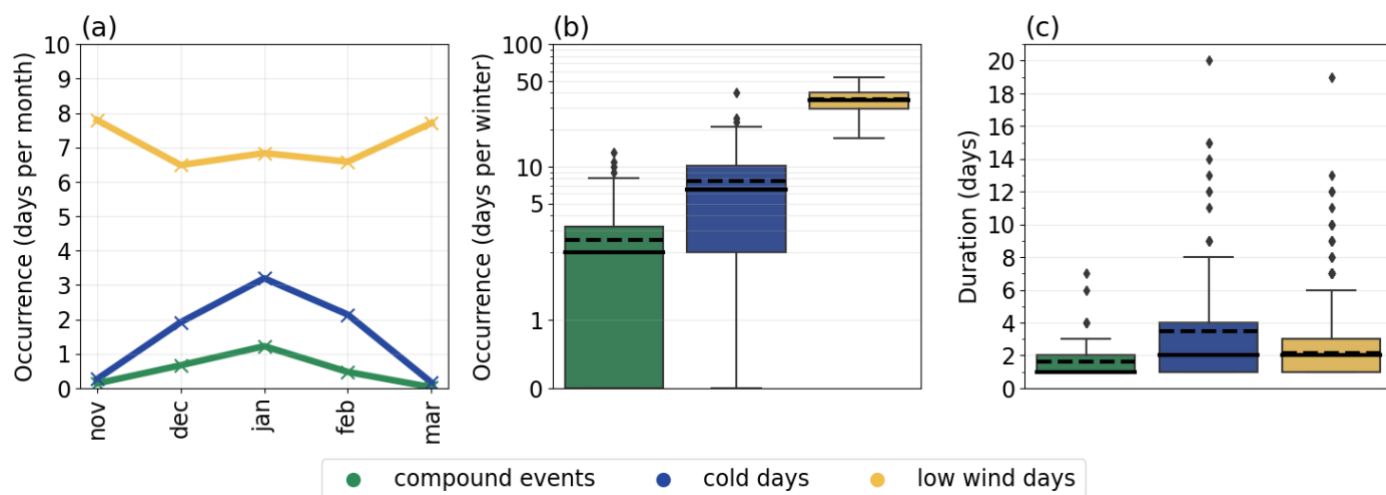 (a)
Occurrence (days per month)
10
9
8
7
6
5
4
3
2
1
0
nov
dec
jan
feb
mar
(b)
Occurrence (days per winter)
100
50
10
5
1
0
(c)
Duration (days)
20
18
16
14
12
10
8
6
4
2
0
compound events
cold days
low wind days